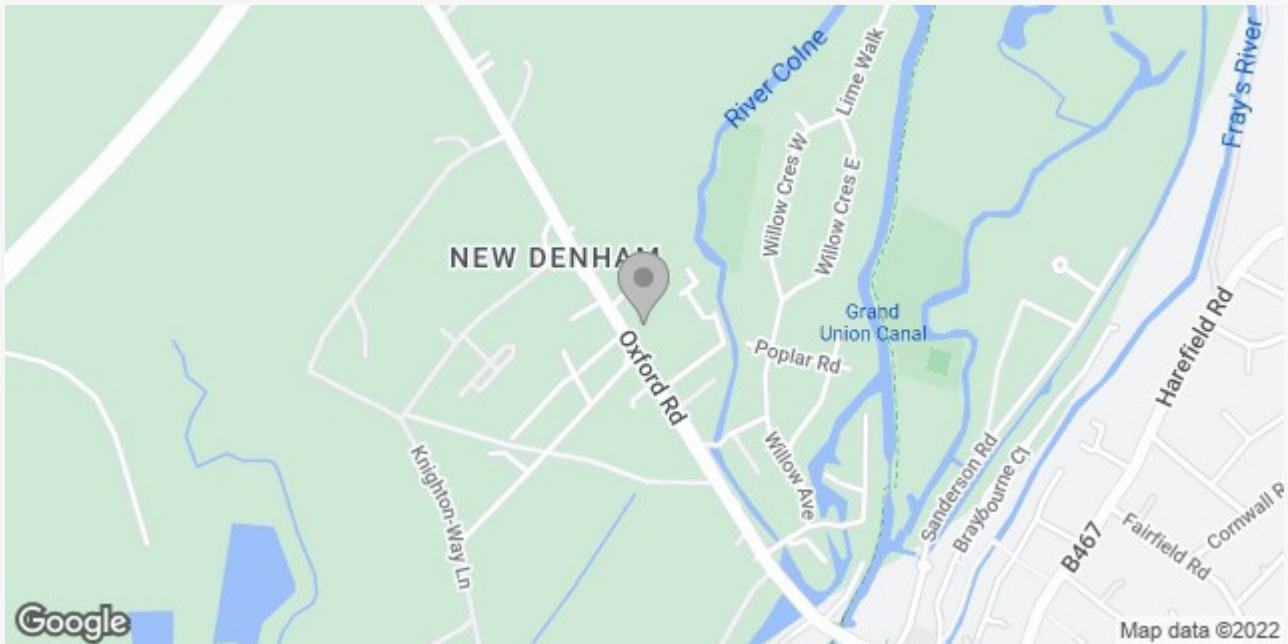 River Colne
Lime Walk
Fray's River
Willow Cres W
Willow Cres E
NEW DENHAM
Grand
Union Canal
Harefield Rd
Oxford Rd
Poplar Rd
Willow Ave
Knighton-Way Ln
Sanderson Rd
Braybourne Cl
B467
Fairfield Rd
Cornwall R
Google
Map data ©2022